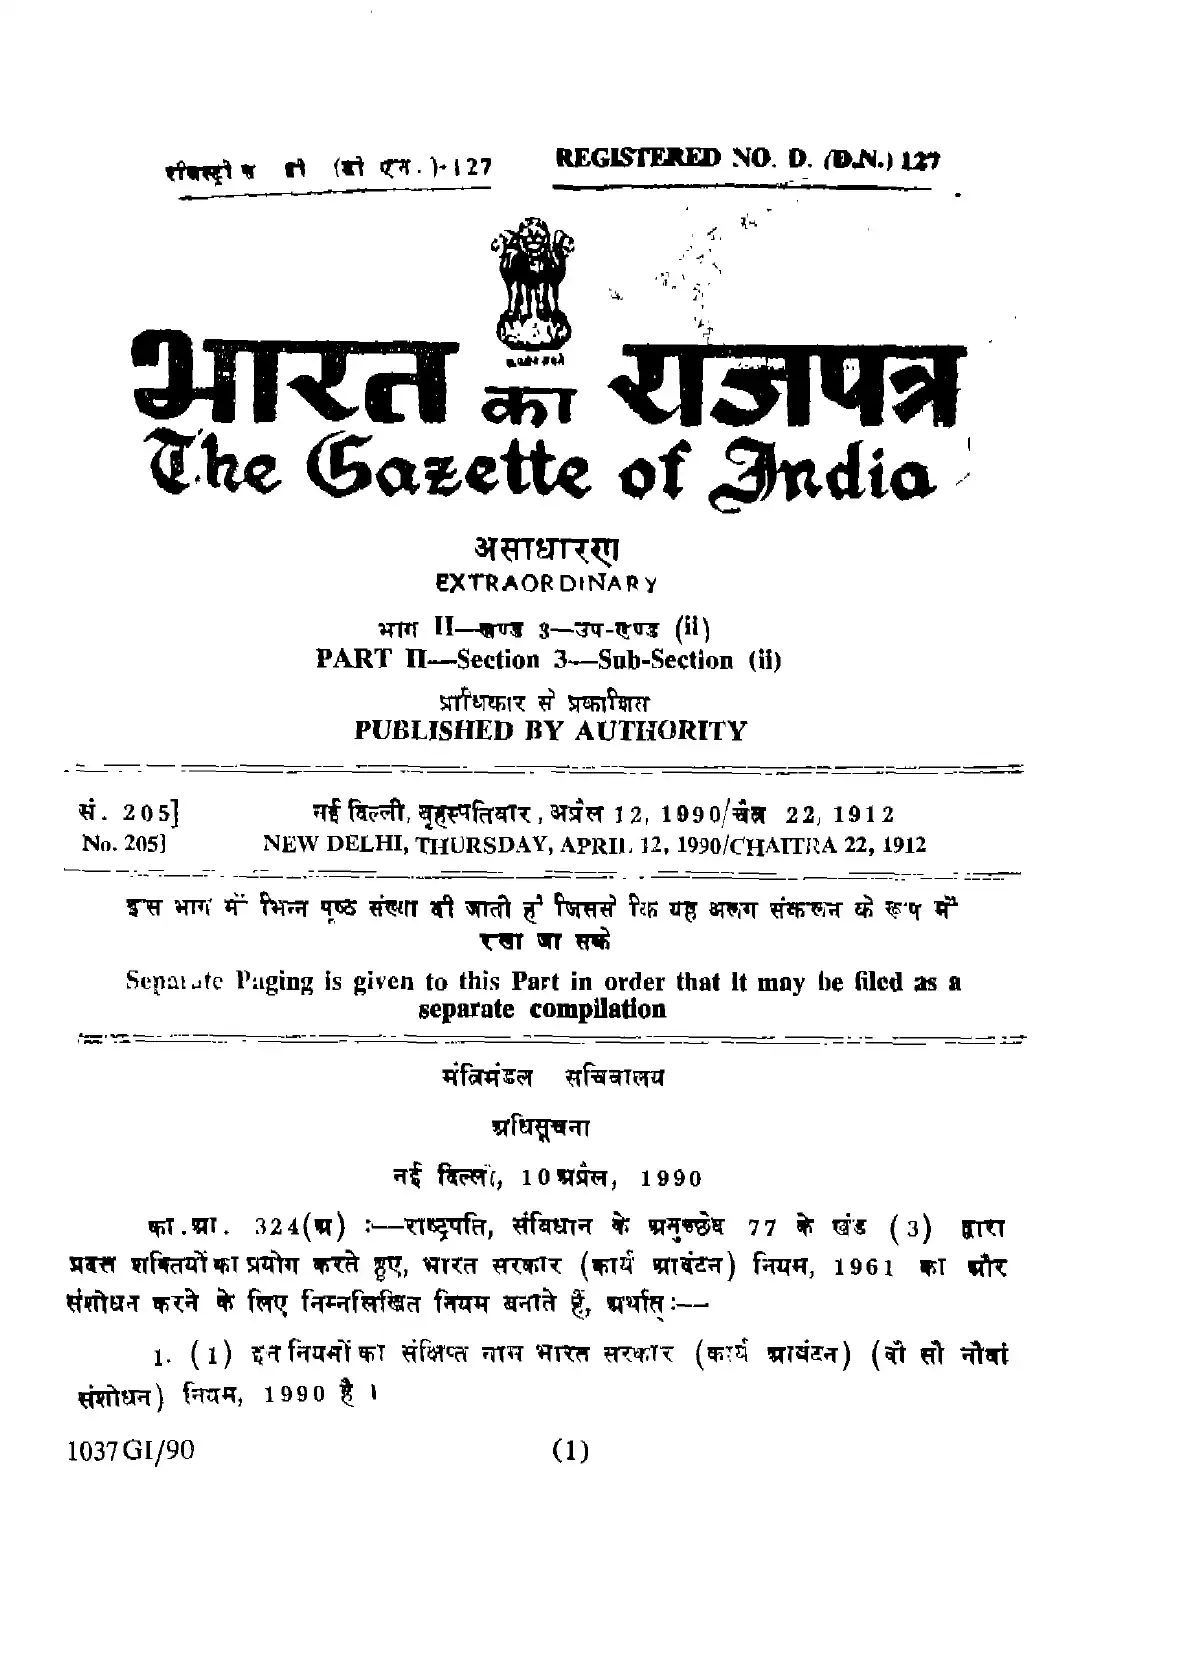 रजिस्ट्री सं. डी (डी एन.)-127
REGISTERED NO. D. (D.N.) 127
भारत का राजपत्र
The Gazette of India
असाधारण
EXTRAORDINARY
भाग II—खण्ड 3—उप-खण्ड (ii)
PART II—Section 3—Sub-Section (ii)
प्राधिकार से प्रकाशित
PUBLISHED BY AUTHORITY
सं. 205] नई दिल्ली, बृहस्पतिवार, अप्रैल 12, 1990/चैत्र 22, 1912
No. 205] NEW DELHI, THURSDAY, APRIL 12, 1990/CHAITRA 22, 1912
इस भाग में भिन्न पृष्ठ संख्या दी जाती है जिससे कि यह अलग संकलन के रूप में
रखा जा सके
Separate Paging is given to this Part in order that it may be filed as a
separate compilation
मंत्रिमंडल सचिवालय
अधिसूचना
नई दिल्ली, 10 अप्रैल, 1990
का.आ. 324(अ) :—राष्ट्रपति, संविधान के अनुच्छेद 77 के खंड (3) द्वारा
प्रदत्त शक्तियों का प्रयोग करते हुए, भारत सरकार (कार्य आवंटन) नियम, 1961 का और
संशोधन करने के लिए निम्नलिखित नियम बनाते हैं, अर्थात्:—
1. (1) इन नियमों का संक्षिप्त नाम भारत सरकार (कार्य आवंटन) (दो सौ नौवां
संशोधन) नियम, 1990 है ।
1037 GI/90 (1)